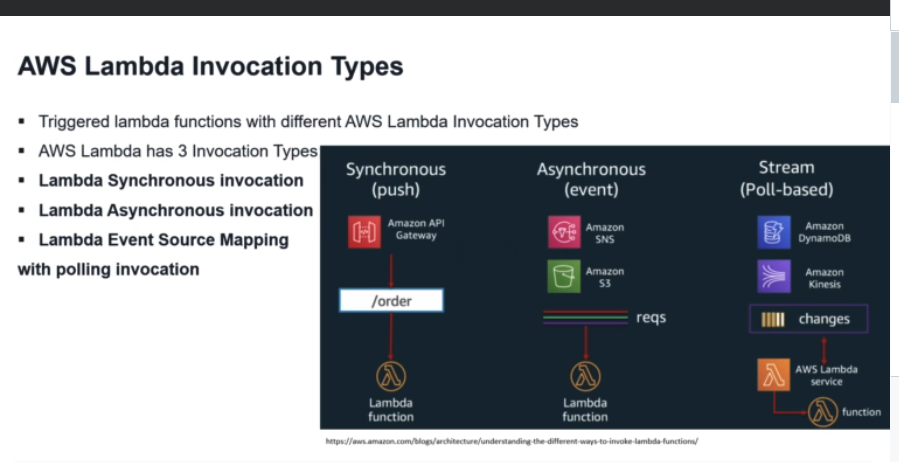 AWS Lambda Invocation Types
▪ Triggered lambda functions with different AWS Lambda Invocation Types
▪ AWS Lambda has 3 Invocation Types
▪ Lambda Synchronous invocation
▪ Lambda Asynchronous invocation
▪ Lambda Event Source Mapping
with polling invocation
Synchronous
(push)
Amazon API
Gateway
/order
Lambda
function
Asynchronous
(event)
Amazon
SNS
Amazon
S3
reqs
Lambda
function
Stream
(Poll-based)
Amazon
DynamoDB
Amazon
Kinesis
changes
AWS Lambda
service
function
https://aws.amazon.com/blogs/architecture/understanding-the-different-ways-to-invoke-lambda-functions/